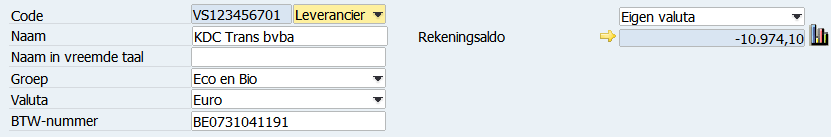 Code VS123456701 Leverancier Eigen valuta
Naam KDC Trans bvba Rekeningsaldo -10.974,10
Naam in vreemde taal
Groep Eco en Bio
Valuta Euro
BTW-nummer BE0731041191